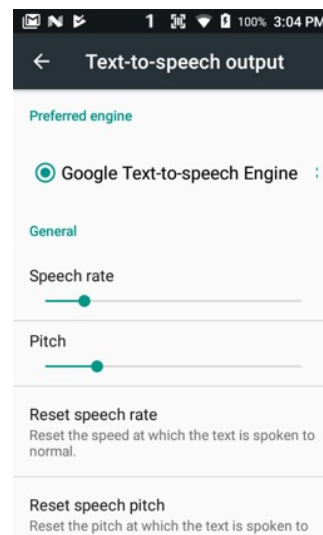 1 100% 3:04 PM
Text-to-speech output
Preferred engine
Google Text-to-speech Engine
General
Speech rate
Pitch
Reset speech rate
Reset the speed at which the text is spoken to
normal.
Reset speech pitch
Reset the pitch at which the text is spoken to